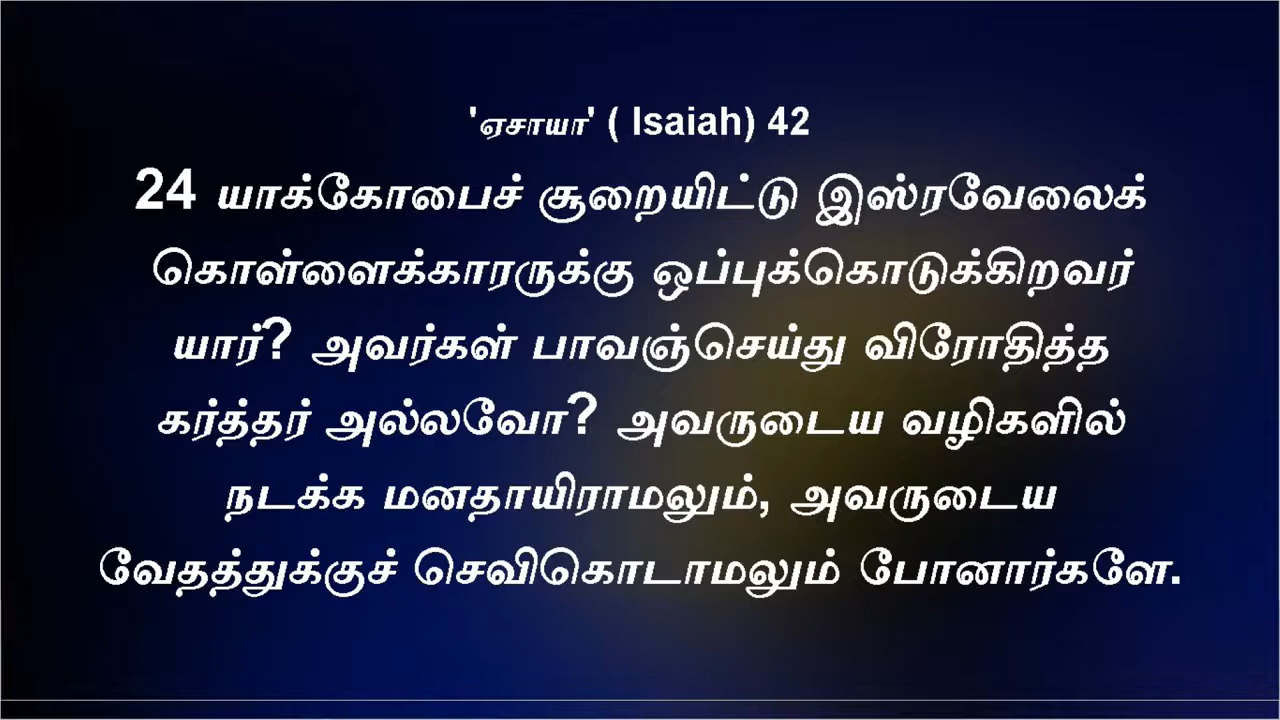 'ஏசாயா' ( Isaiah) 42
24 யாக்கோபைச் சூறையிட்டு இஸ்ரவேலைக்
கொள்ளைக்காரருக்கு ஒப்புக்கொடுக்கிறவர்
யார்? அவர்கள் பாவஞ்செய்து விரோதித்த
கர்த்தர் அல்லவோ? அவருடைய வழிகளில்
நடக்க மனதாயிராமலும், அவருடைய
வேதத்துக்குச் செவிகொடாமலும் போனார்களே.